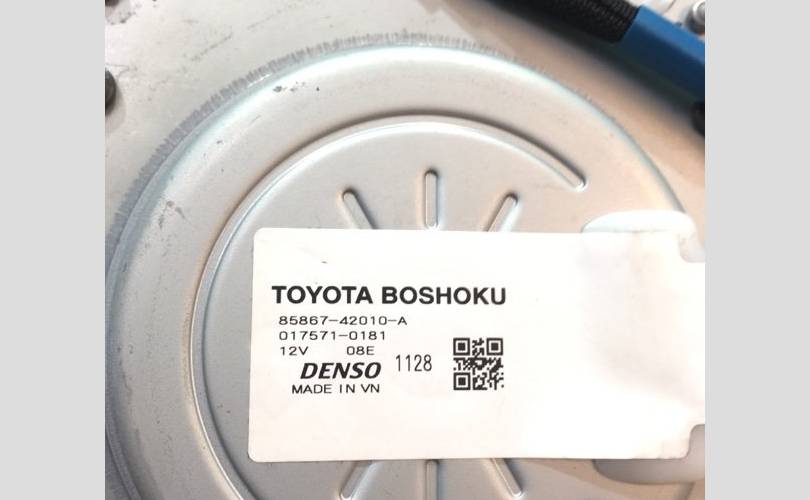 TOYOTA BOSHOKU
85867-42010-A
017571-0181
12V 08E
DENSO 1128
MADE IN VN